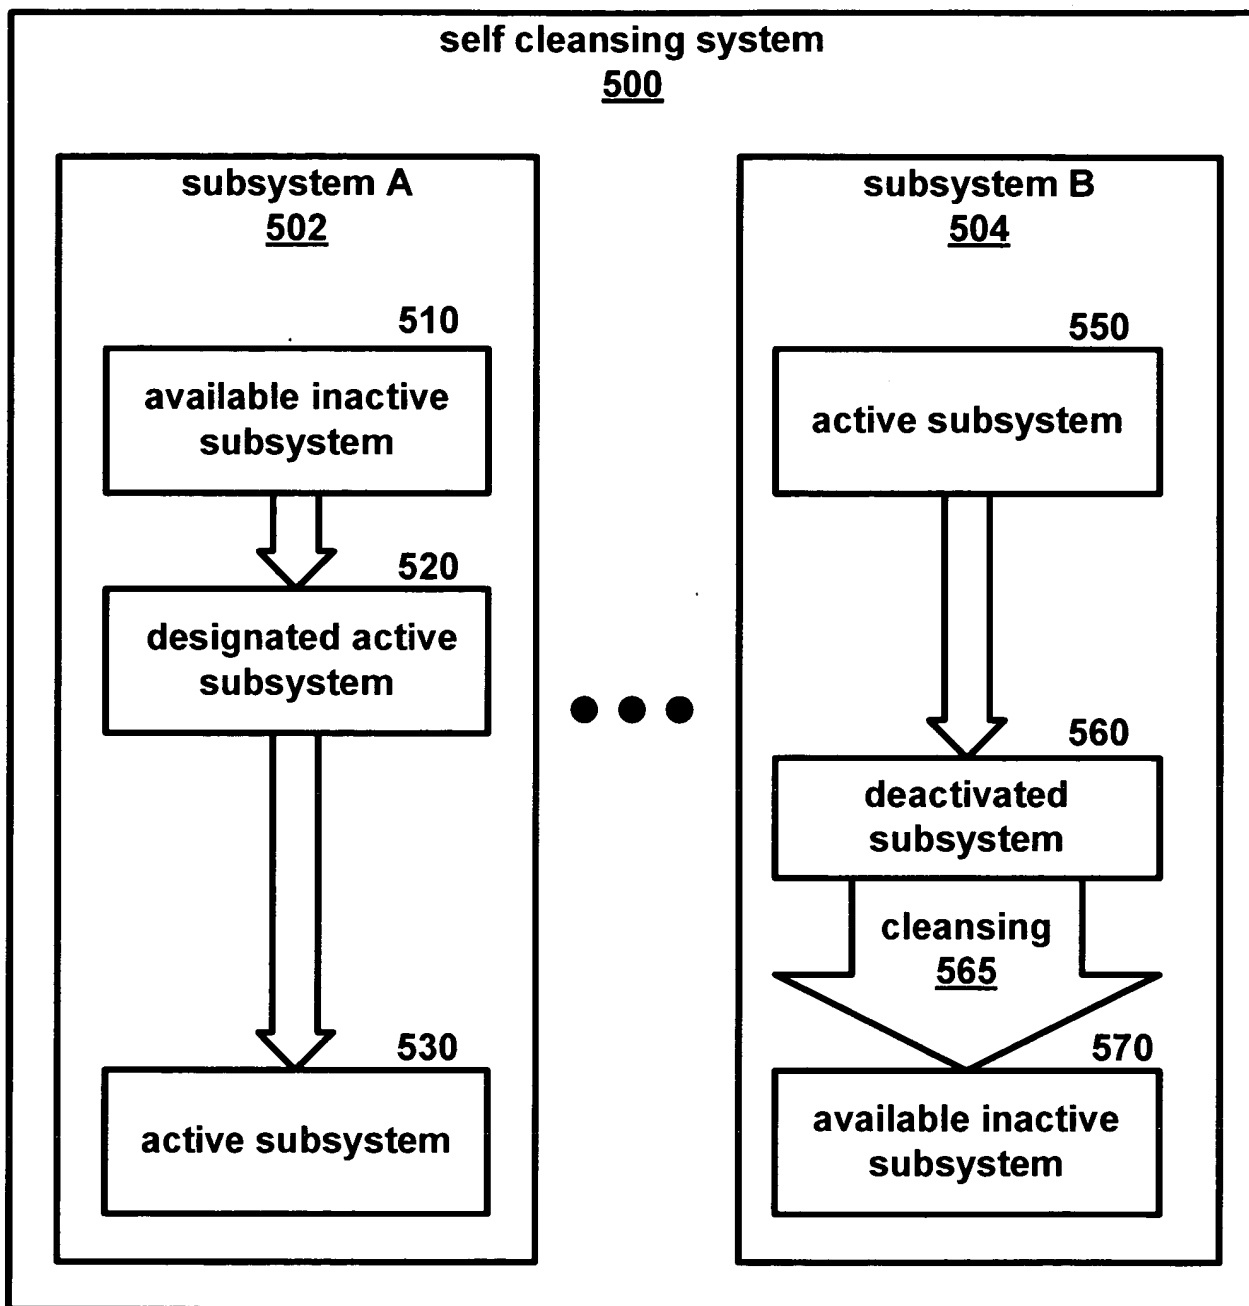 self cleansing system
500
subsystem A
502
510
available inactive
subsystem
520
designated active
subsystem
530
active subsystem
subsystem B
504
550
active subsystem
560
deactivated
subsystem
cleansing
565
570
available inactive
subsystem